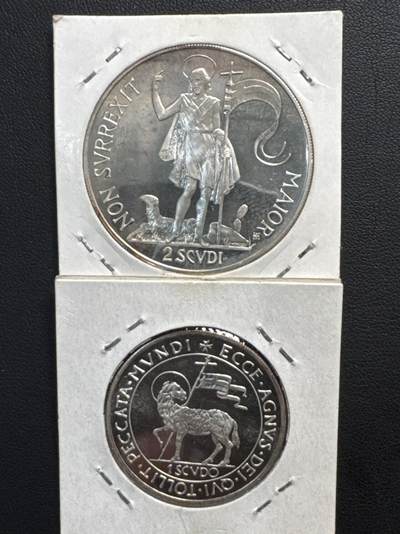 NON SVRREXIT MAIOR
2 SCVDI
ECCE · AGNVS · DEI · QVI · TOLLIT · PECCATA · MVNDI
1 SCVDO